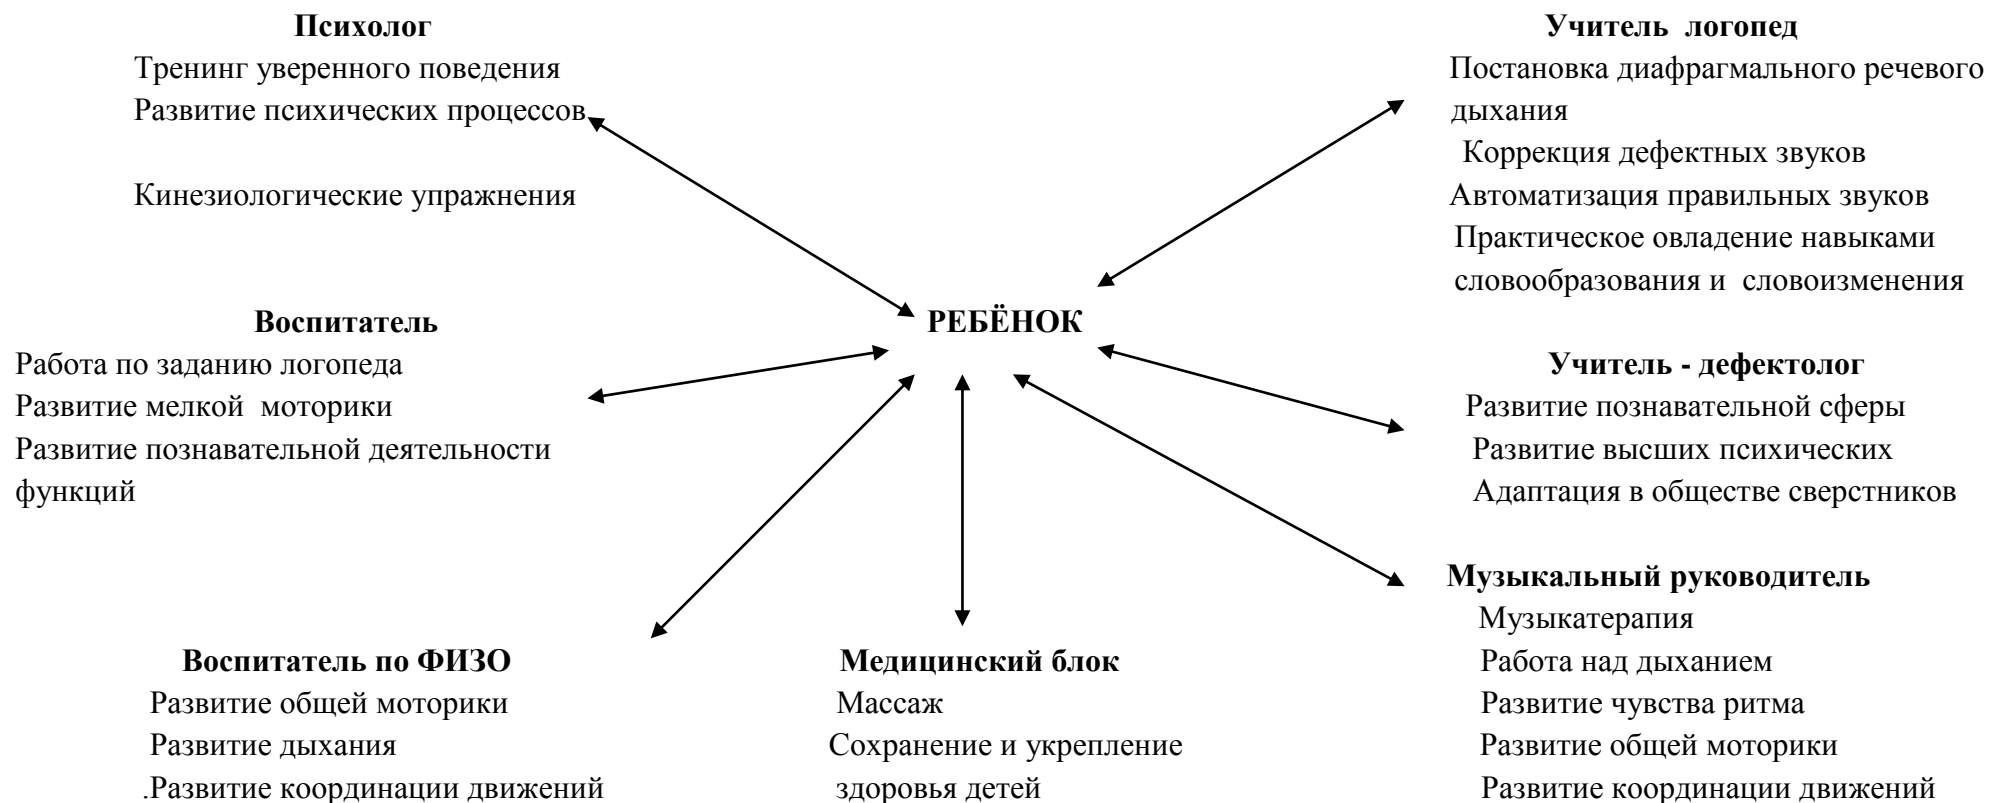 Психолог
Тренинг уверенного поведения
Развитие психических процессов
Кинезиологические упражнения
Учитель логопед
Постановка диафрагмального речевого
дыхания
Коррекция дефектных звуков
Автоматизация правильных звуков
Практическое овладение навыками
словообразования и словоизменения
РЕБЁНОК
Воспитатель
Работа по заданию логопеда
Развитие мелкой моторики
Развитие познавательной деятельности
функций
Учитель - дефектолог
Развитие познавательной сферы
Развитие высших психических
Адаптация в обществе сверстников
Воспитатель по ФИЗО
Развитие общей моторики
Развитие дыхания
.Развитие координации движений
Медицинский блок
Массаж
Сохранение и укрепление
здоровья детей
Музыкальный руководитель
Музыкатерапия
Работа над дыханием
Развитие чувства ритма
Развитие общей моторики
Развитие координации движений